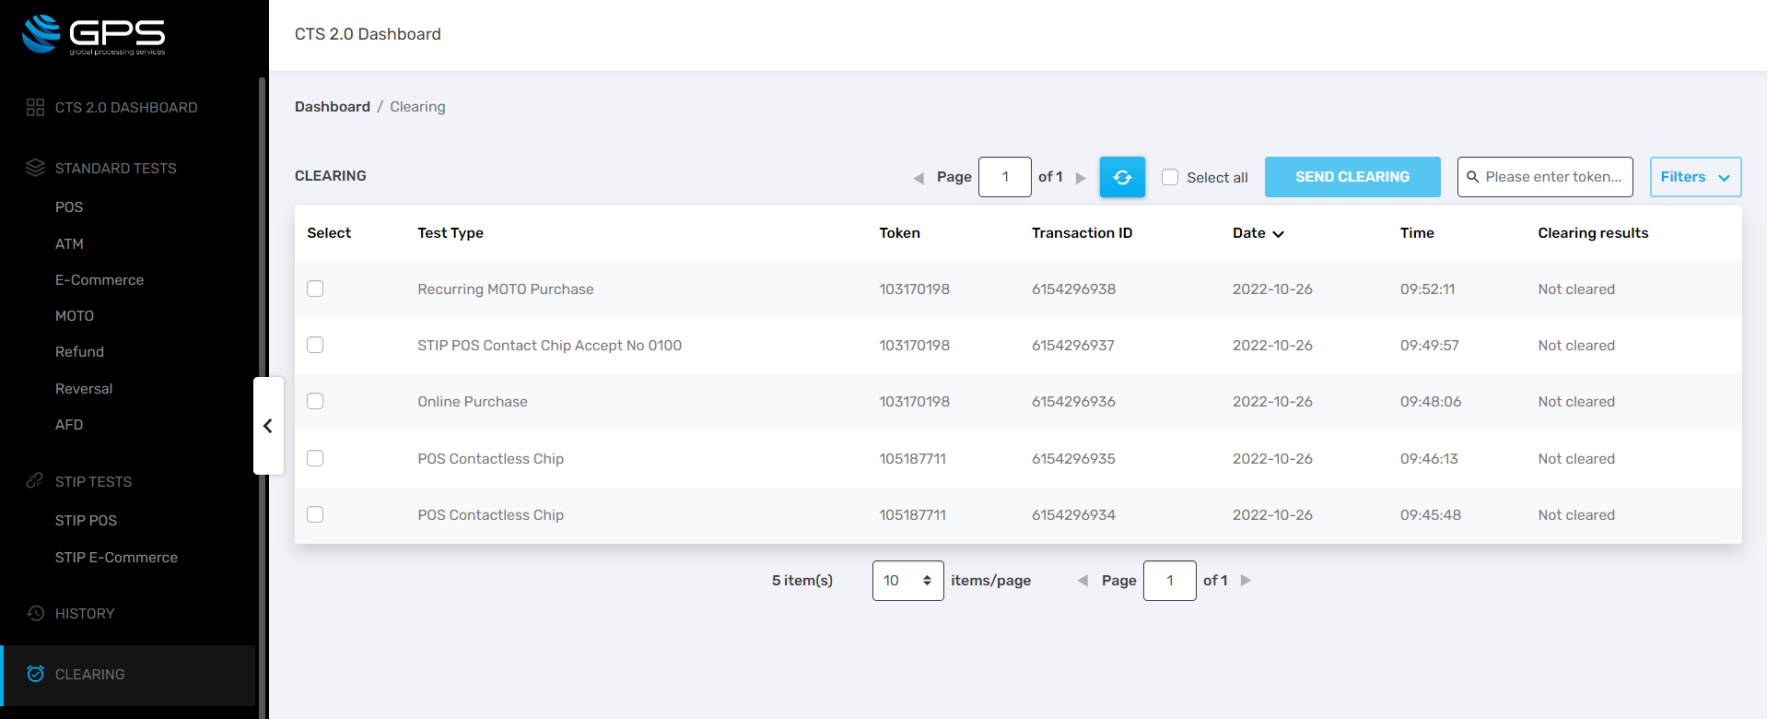 GPS
global processing services
CTS 2.0 Dashboard
CTS 2.0 DASHBOARD
STANDARD TESTS
POS
ATM
E-Commerce
MOTO
Refund
Reversal
AFD
STIP TESTS
STIP POS
STIP E-Commerce
HISTORY
CLEARING
Dashboard / Clearing
CLEARING Page 1 of 1 Select all SEND CLEARING Please enter token... Filters
Select Test Type Token Transaction ID Date Time Clearing results
Recurring MOTO Purchase 103170198 6154296938 2022-10-26 09:52:11 Not cleared
STIP POS Contact Chip Accept No 0100 103170198 6154296937 2022-10-26 09:49:57 Not cleared
Online Purchase 103170198 6154296936 2022-10-26 09:48:06 Not cleared
POS Contactless Chip 105187711 6154296935 2022-10-26 09:46:13 Not cleared
POS Contactless Chip 105187711 6154296934 2022-10-26 09:45:48 Not cleared
5 item(s) 10 items/page Page 1 of 1